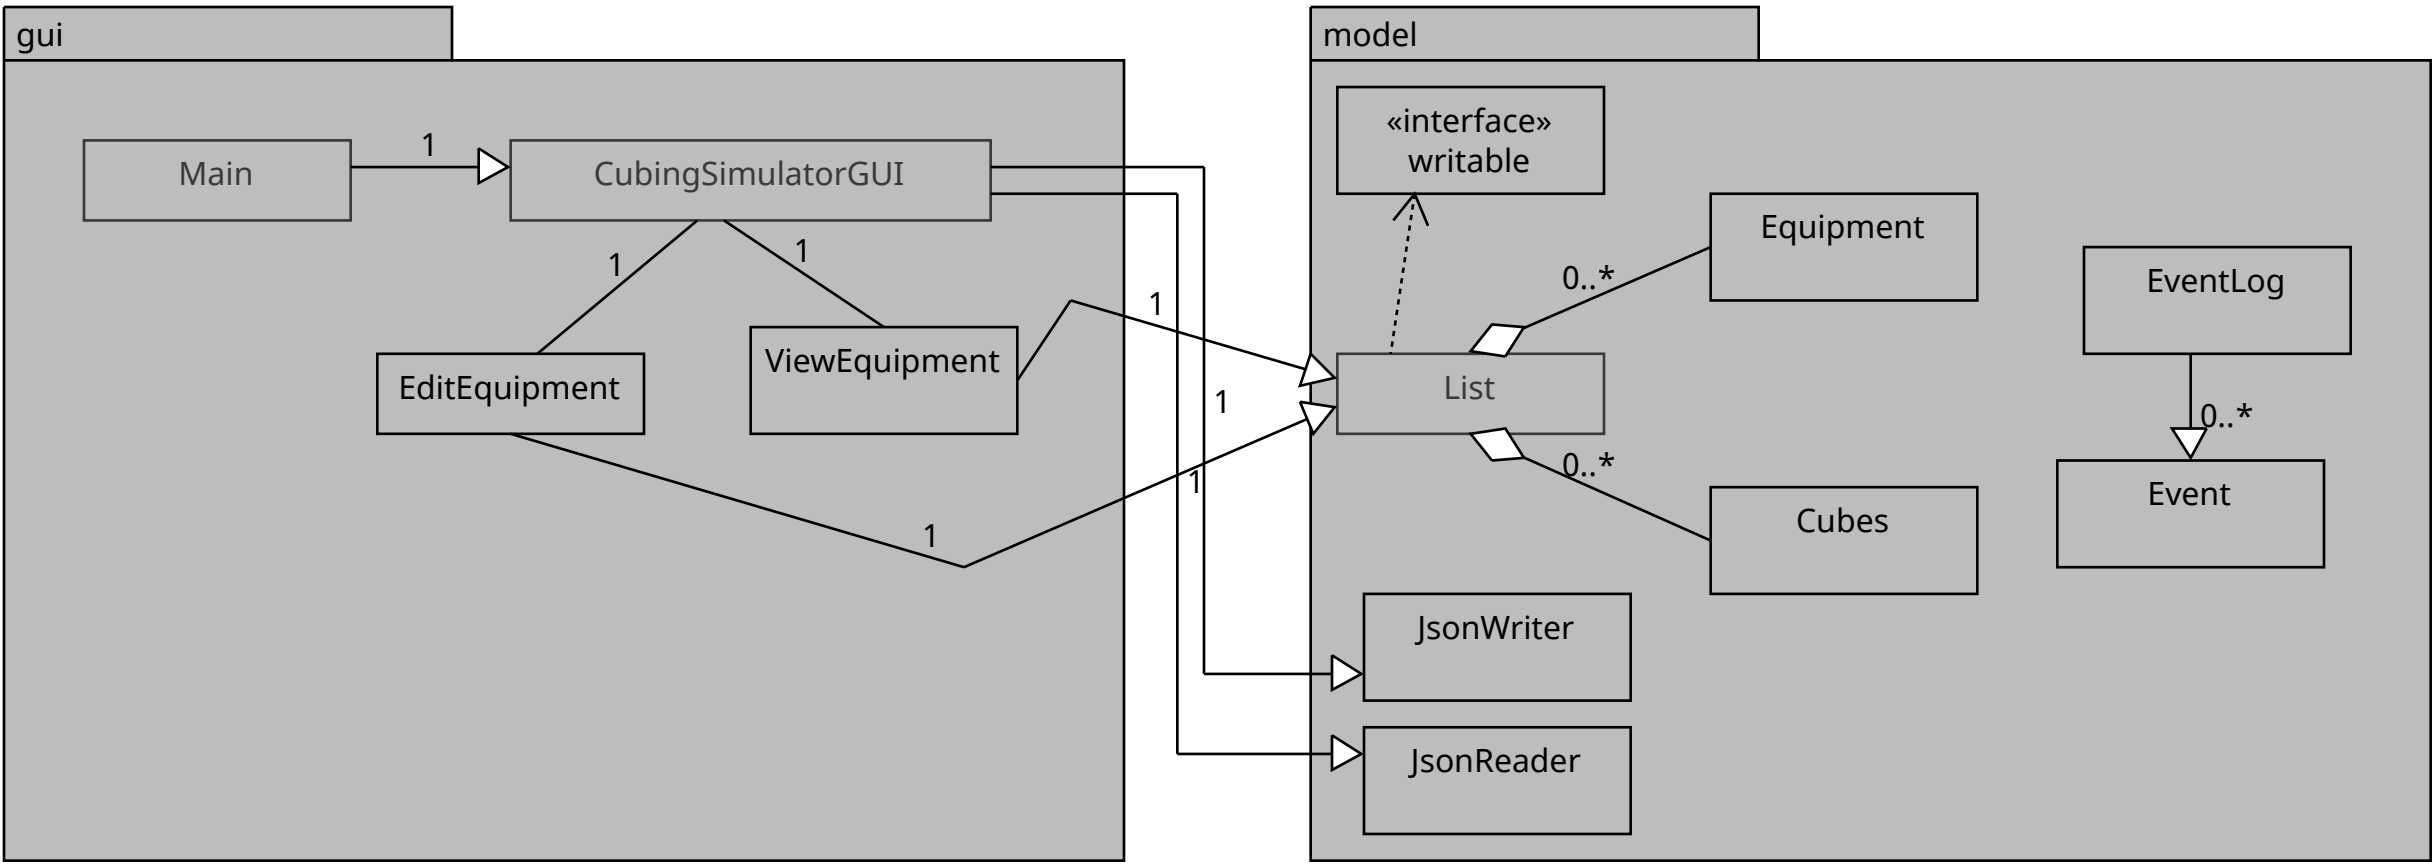 gui
model
«interface»
writable
Main
1
CubingSimulatorGUI
Equipment
1
1
0..*
EventLog
1
ViewEquipment
EditEquipment
1
List
0..*
0..*
1
1
Event
Cubes
JsonWriter
JsonReader